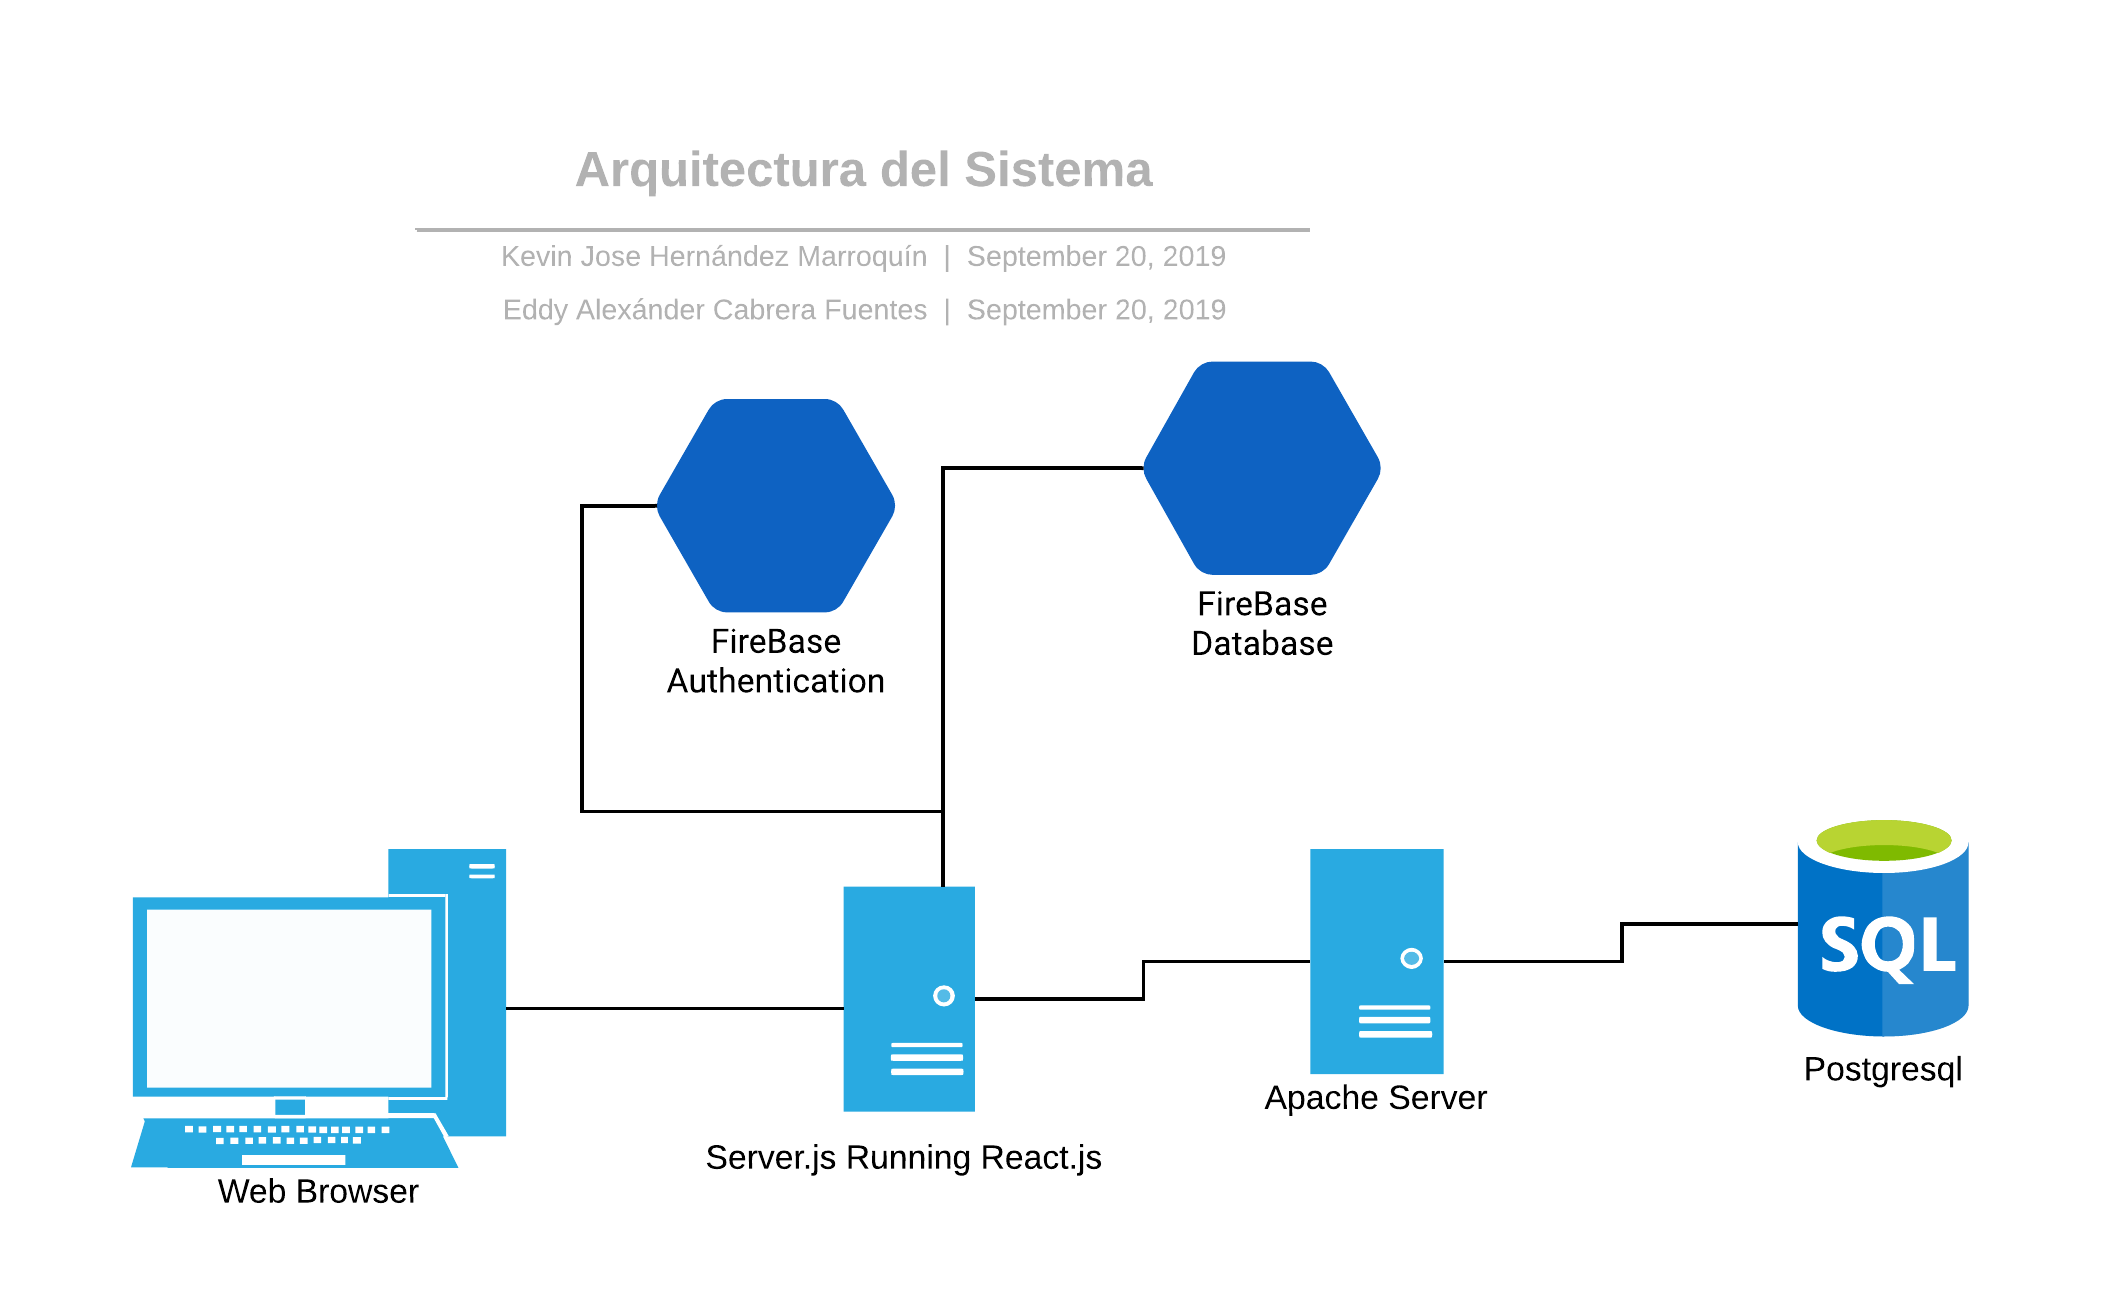 Arquitectura del Sistema
Kevin Jose Hernández Marroquín | September 20, 2019
Eddy Alexánder Cabrera Fuentes | September 20, 2019
FireBase
Authentication
FireBase
Database
SQL
Web Browser
Server.js Running React.js
Apache Server
Postgresql